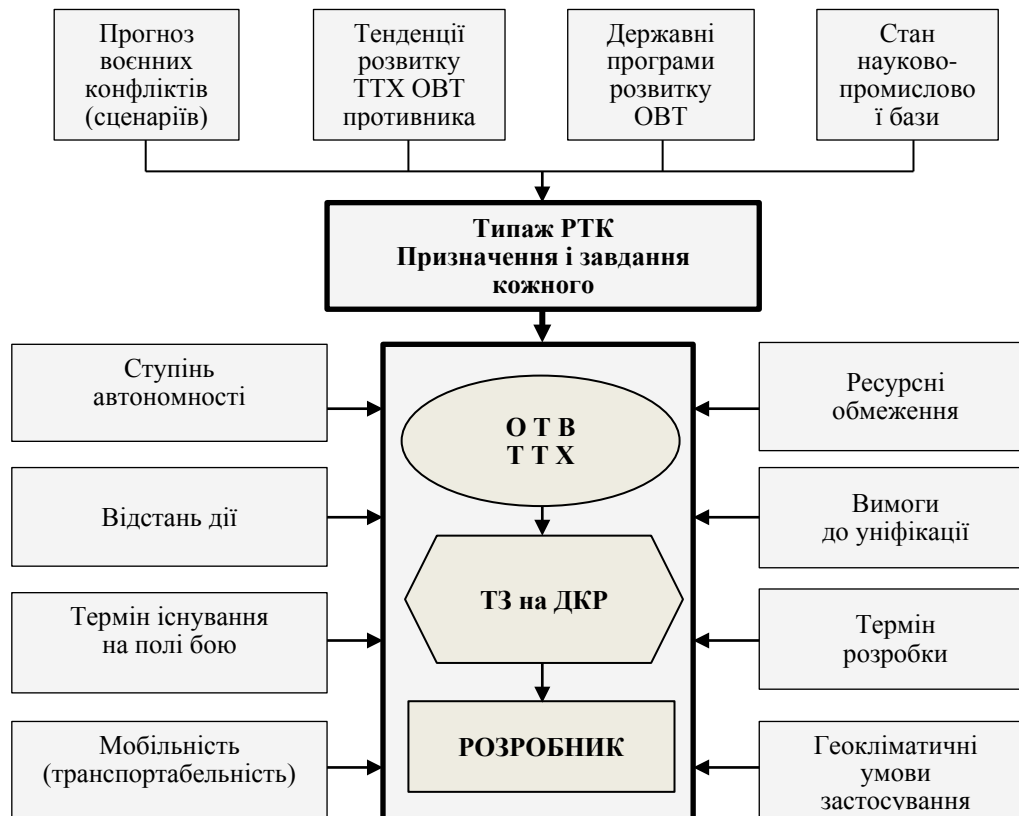 Прогноз
воєнних
конфліктів
(сценаріїв)
Тенденції
розвитку
ТТХ ОВТ
противника
Державні
програми
розвитку
ОВТ
Стан
науково-
промислово
ї бази
Типаж РТК
Призначення і завдання
кожного
Ступінь
автономності
Відстань дії
Термін існування
на полі бою
Мобільність
(транспортабельність)
О Т В
Т Т Х
ТЗ на ДКР
РОЗРОБНИК
Ресурсні
обмеження
Вимоги
до уніфікації
Термін
розробки
Геокліматичні
умови
застосування